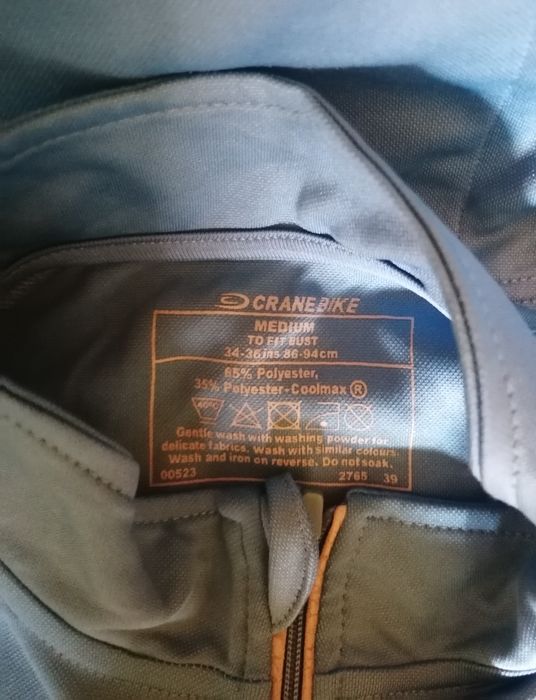 CRANEBIKE
MEDIUM
TO FIT BUST
34-36ins 86-94cm
65% Polyester,
35% Polyester-Coolmax®
40°C
Gentle wash with washing powder for
delicate fabrics. Wash with similar colours.
Wash and iron on reverse. Do not soak.
00523 2765 39